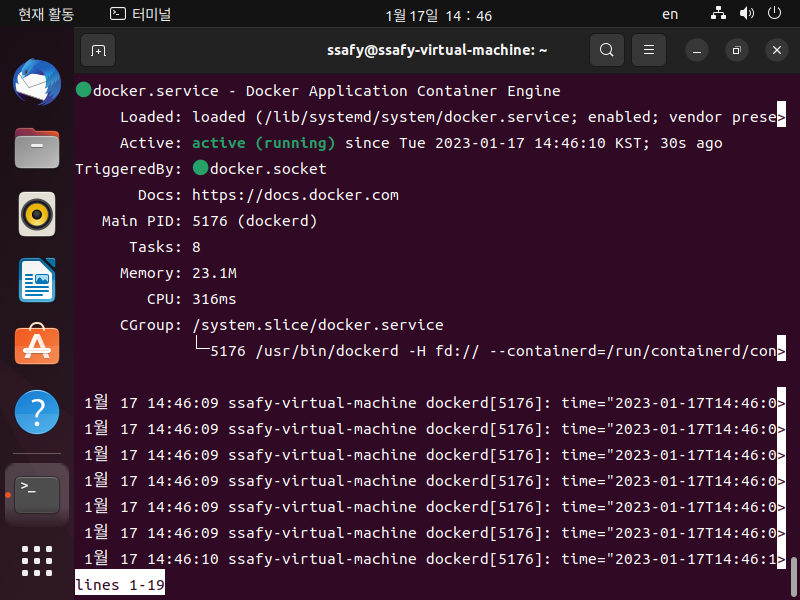 현재 활동 터미널 1월 17일 14 : 46 en
ssafy@ssafy-virtual-machine: ~
docker.service - Docker Application Container Engine
Loaded: loaded (/lib/systemd/system/docker.service; enabled; vendor prese>
Active: active (running) since Tue 2023-01-17 14:46:10 KST; 30s ago
TriggeredBy: docker.socket
Docs: https://docs.docker.com
Main PID: 5176 (dockerd)
Tasks: 8
Memory: 23.1M
CPU: 316ms
CGroup: /system.slice/docker.service
└─5176 /usr/bin/dockerd -H fd:// --containerd=/run/containerd/con>
1월 17 14:46:09 ssafy-virtual-machine dockerd[5176]: time="2023-01-17T14:46:0>
1월 17 14:46:09 ssafy-virtual-machine dockerd[5176]: time="2023-01-17T14:46:0>
1월 17 14:46:09 ssafy-virtual-machine dockerd[5176]: time="2023-01-17T14:46:0>
1월 17 14:46:09 ssafy-virtual-machine dockerd[5176]: time="2023-01-17T14:46:0>
1월 17 14:46:09 ssafy-virtual-machine dockerd[5176]: time="2023-01-17T14:46:0>
1월 17 14:46:09 ssafy-virtual-machine dockerd[5176]: time="2023-01-17T14:46:0>
1월 17 14:46:10 ssafy-virtual-machine dockerd[5176]: time="2023-01-17T14:46:1>
lines 1-19